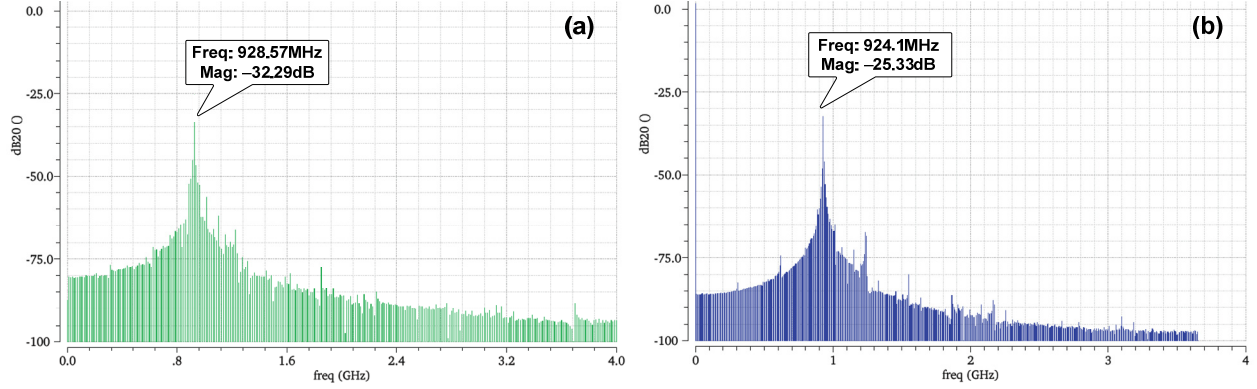 (a)
Freq: 928.57MHz
Mag: –32.29dB
0.0
-25.0
-50.0
-75.0
-100
dB20 ()
0.0
.8
1.6
2.4
3.2
4.0
freq (GHz)
(b)
Freq: 924.1MHz
Mag: –25.33dB
0.0
-25.0
-50.0
-75.0
-100
dB20 ()
0
1
2
3
4
freq (GHz)